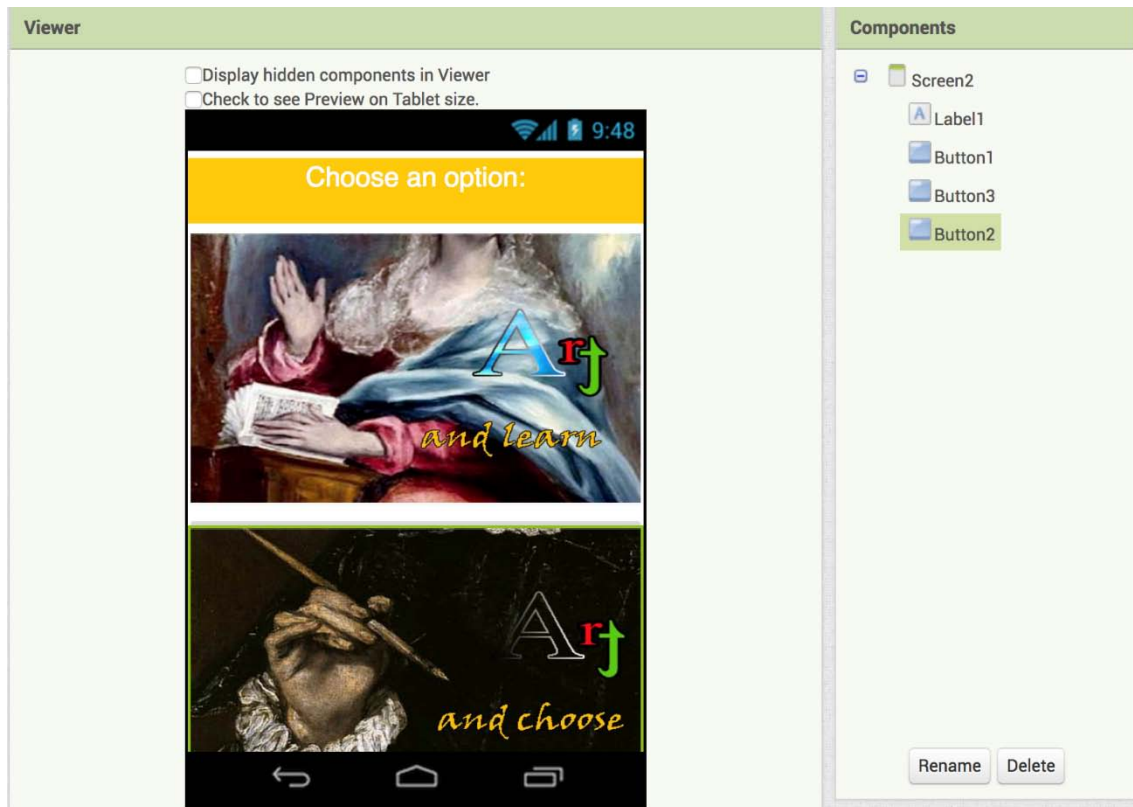 Viewer
Display hidden components in Viewer
Check to see Preview on Tablet size.
9:48
Choose an option:
Art
and learn
Art
and choose
Components
Screen2
Label1
Button1
Button3
Button2
Rename
Delete